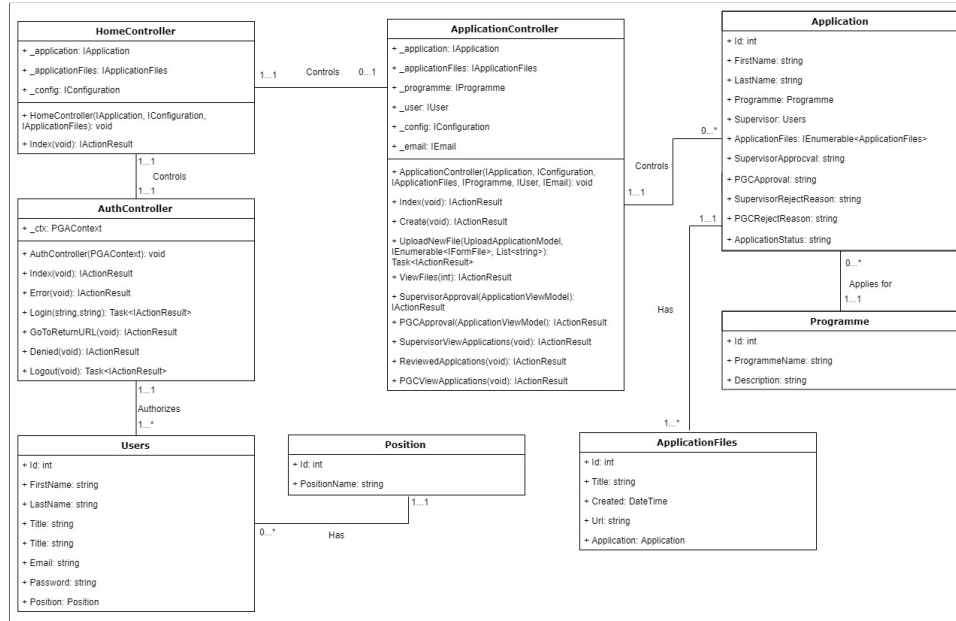 HomeController
+ _application: IApplication
+ _applicationFiles: IApplicationFiles
+ _config: IConfiguration
+ HomeController(IApplication, IConfiguration,
IApplicationFiles): void
+ Index(void): IActionResult
1...1
Controls
0...1
ApplicationController
+ _application: IApplication
+ _applicationFiles: IApplicationFiles
+ _programme: IProgramme
+ _user: IUser
+ _config: IConfiguration
+ _email: IEmail
+ ApplicationController(IApplication, IConfiguration,
IApplicationFiles, IProgramme, IUser, IEmail): void
+ Index(void): IActionResult
+ Create(void): IActionResult
+ UploadNewFile(UploadApplicationModel,
IEnumerable<IFormFile>, List<string>):
Task<IActionResult>
+ ViewFiles(int): IActionResult
+ SupervisorApproval(ApplicationViewModel):
IActionResult
+ PGCApproval(ApplicationViewModel): IActionResult
+ SupervisorViewApplications(void): IActionResult
+ ReviewedApplcations(void): IActionResult
+ PGCViewApplications(void): IActionResult
0...*
Controls
1...1
Application
+ Id: int
+ FirstName: string
+ LastName: string
+ Programme: Programme
+ Supervisor: Users
+ ApplicationFiles: IEnumerable<ApplicationFiles>
+ SupervisorApprocval: string
+ PGCApproval: string
+ SupervisorRejectReason: string
+ PGCRejectReason: string
+ ApplicationStatus: string
1...1
Has
1...*
0...*
Applies for
1...1
Programme
+ Id: int
+ ProgrammeName: string
+ Description: string
1...1
Controls
1...1
AuthController
+ _ctx: PGAContext
+ AuthController(PGAContext): void
+ Index(void): IActionResult
+ Error(void): IActionResult
+ Login(string,string): Task<IActionResult>
+ GoToReturnURL(void): IActionResult
+ Denied(void): IActionResult
+ Logout(void): Task<IActionResult>
1...1
Authorizes
1...*
Users
+ Id: int
+ FirstName: string
+ LastName: string
+ Title: string
+ Title: string
+ Email: string
+ Password: string
+ Position: Position
0...*
Has
1...1
Position
+ Id: int
+ PositionName: string
ApplicationFiles
+ Id: int
+ Title: string
+ Created: DateTime
+ Url: string
+ Application: Application